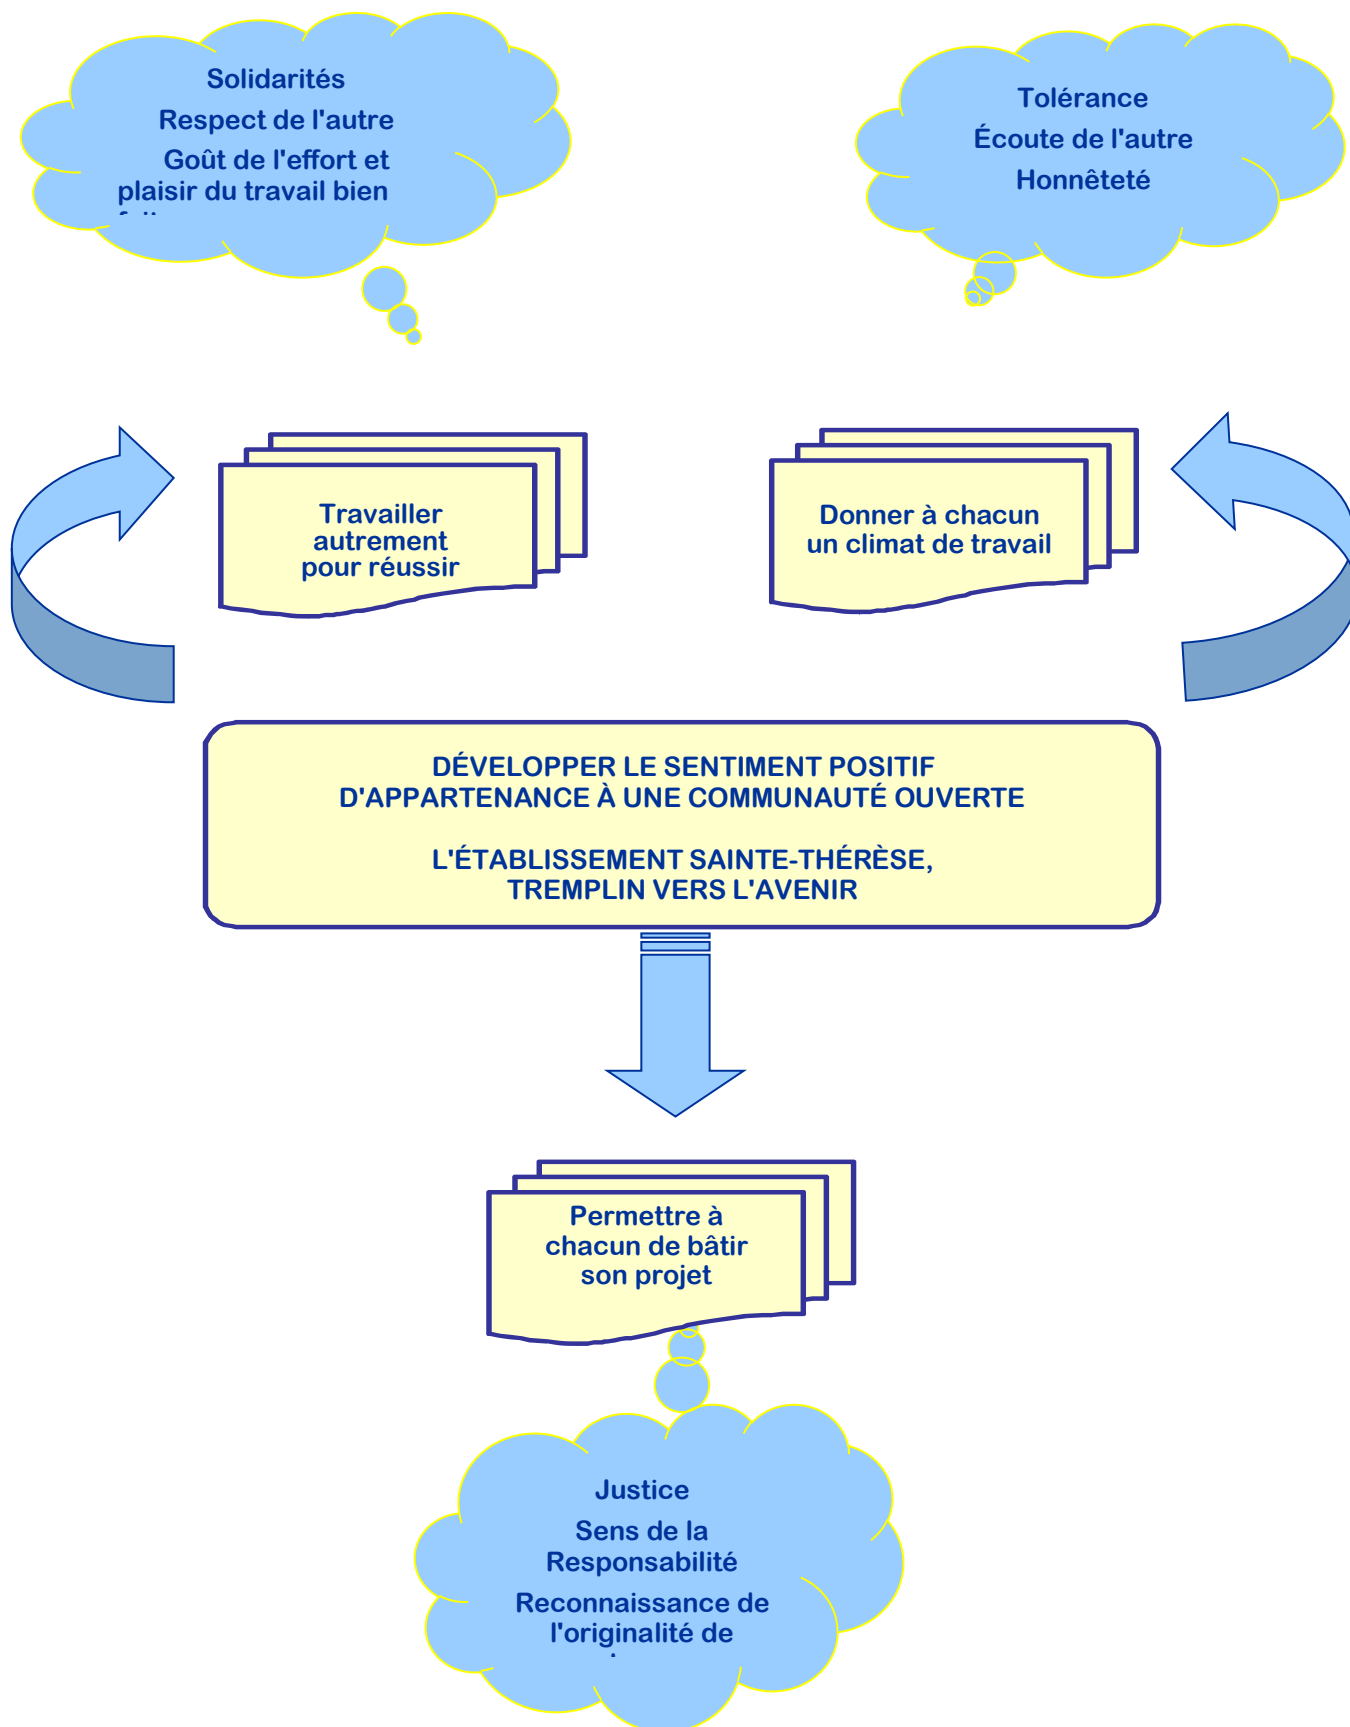 Solidarités
Respect de l'autre
Goût de l'effort et
plaisir du travail bien
Tolérance
Écoute de l'autre
Honnêteté
Travailler
autrement
pour réussir
Donner à chacun
un climat de travail
DÉVELOPPER LE SENTIMENT POSITIF
D'APPARTENANCE À UNE COMMUNAUTÉ OUVERTE
L'ÉTABLISSEMENT SAINTE-THÉRÈSE,
TREMPLIN VERS L'AVENIR
Permettre à
chacun de bâtir
son projet
Justice
Sens de la
Responsabilité
Reconnaissance de
l'originalité de